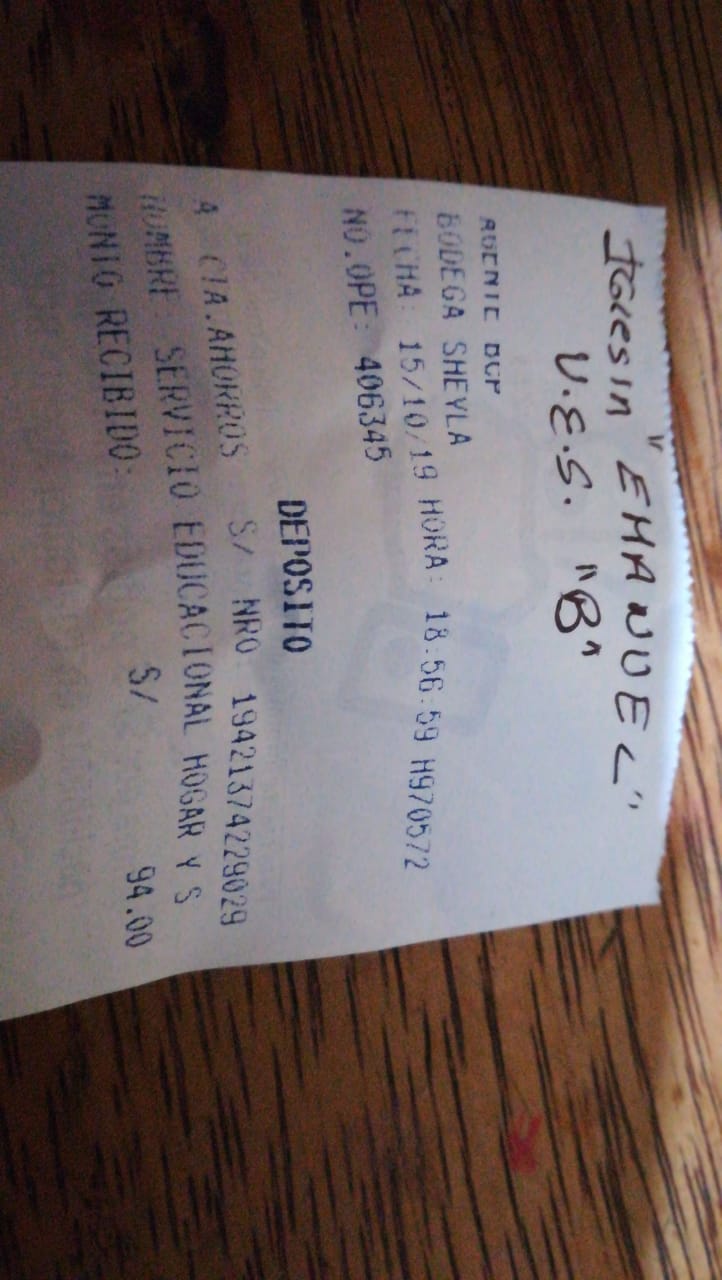 Iglesia "EMANUEL"
V.E.S. "B"
AGENTE BCP
BODEGA SHEYLA
FECHA: 15/10/19 HORA: 18:56:59 H970572
NO.OPE: 406345
DEPOSITO
A CTA.AHORROS S/ NRO: 19421374229029
NOMBRE: SERVICIO EDUCACIONAL HOGAR Y S
MONTO RECIBIDO: S/ 94.00